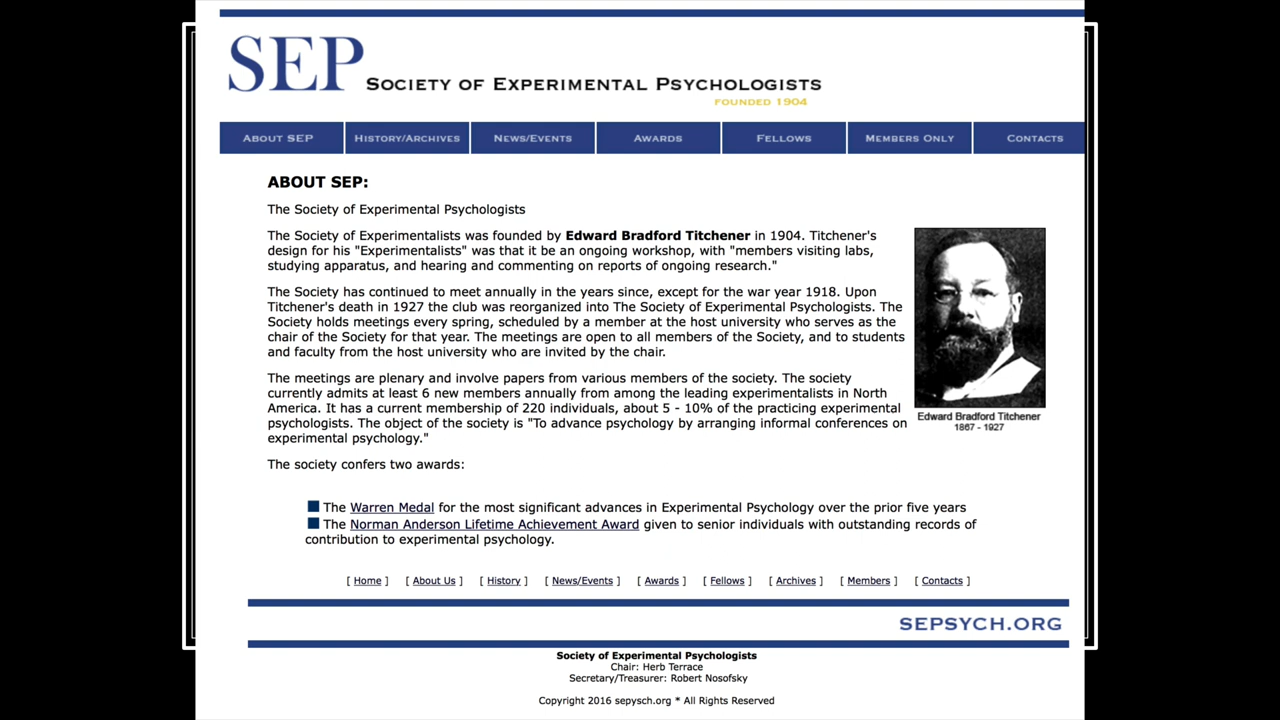 SEP SOCIETY OF EXPERIMENTAL PSYCHOLOGISTS
FOUNDED 1904
ABOUT SEP HISTORY/ARCHIVES NEWS/EVENTS AWARDS FELLOWS MEMBERS ONLY CONTACTS
ABOUT SEP:
The Society of Experimental Psychologists
The Society of Experimentalists was founded by Edward Bradford Titchener in 1904. Titchener's
design for his "Experimentalists" was that it be an ongoing workshop, with "members visiting labs,
studying apparatus, and hearing and commenting on reports of ongoing research."
The Society has continued to meet annually in the years since, except for the war year 1918. Upon
Titchener's death in 1927 the club was reorganized into The Society of Experimental Psychologists. The
Society holds meetings every spring, scheduled by a member at the host university who serves as the
chair of the Society for that year. The meetings are open to all members of the Society, and to students
and faculty from the host university who are invited by the chair.
The meetings are plenary and involve papers from various members of the society. The society
currently admits at least 6 new members annually from among the leading experimentalists in North
America. It has a current membership of 220 individuals, about 5 - 10% of the practicing experimental
psychologists. The object of the society is "To advance psychology by arranging informal conferences on
experimental psychology."
Edward Bradford Titchener
1867 - 1927
The society confers two awards:
The Warren Medal for the most significant advances in Experimental Psychology over the prior five years
The Norman Anderson Lifetime Achievement Award given to senior individuals with outstanding records of
contribution to experimental psychology.
[ Home ] [ About Us ] [ History ] [ News/Events ] [ Awards ] [ Fellows ] [ Archives ] [ Members ] [ Contacts ]
SEPSYCH.ORG
Society of Experimental Psychologists
Chair: Herb Terrace
Secretary/Treasurer: Robert Nosofsky
Copyright 2016 sepysch.org * All Rights Reserved